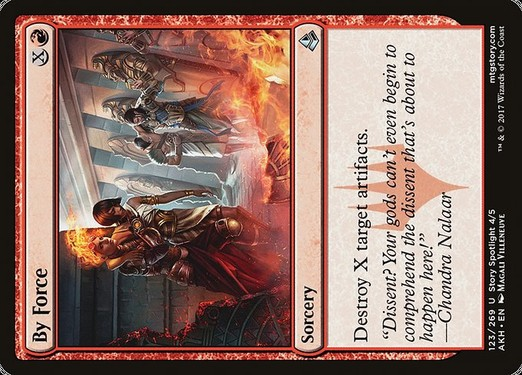 By Force
X
Sorcery
Destroy X target artifacts.
“Dissent? Your gods can’t even begin to
comprehend the dissent that’s about to
happen here!”
—Chandra Nalaar
123/269 U Story Spotlight 4/5
AKH • EN Magali Villeneuve
mtgstory.com
™ & © 2017 Wizards of the Coast